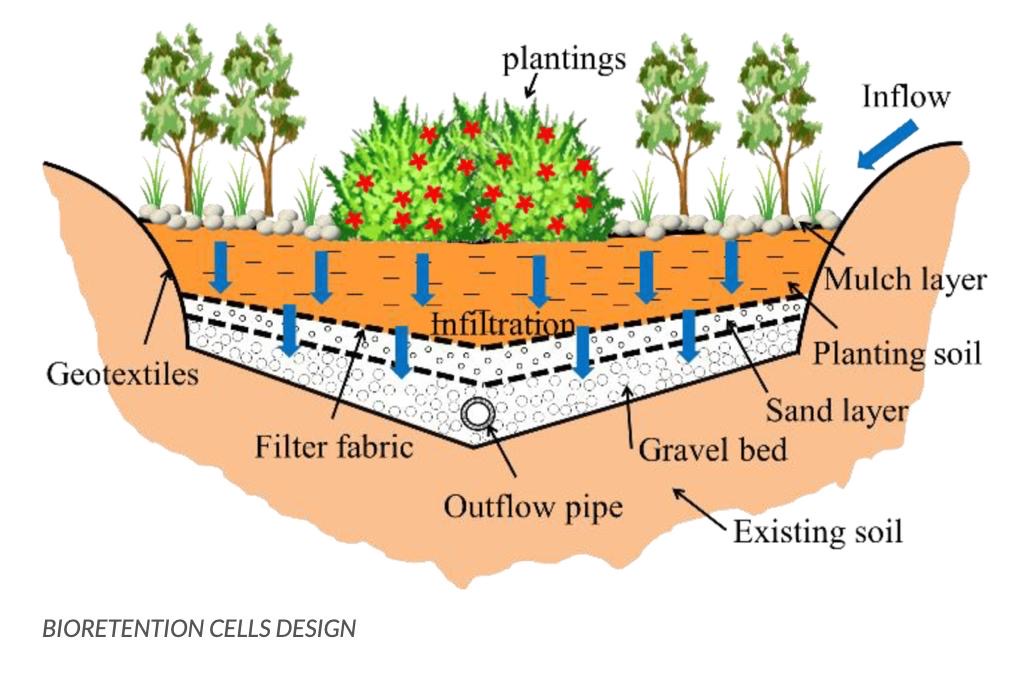 plantings
Inflow
Mulch layer
Infiltration
Planting soil
Geotextiles
Sand layer
Filter fabric
Gravel bed
Outflow pipe
Existing soil
BIORETENTION CELLS DESIGN